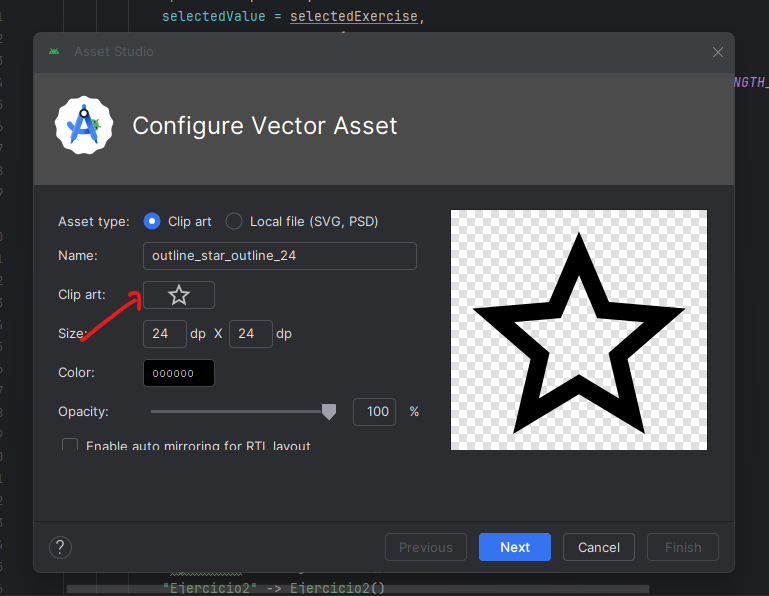 selectedValue = selectedExercise,
Asset Studio
NGTH_
Configure Vector Asset
Asset type: Clip art Local file (SVG, PSD)
Name: outline_star_outline_24
Clip art:
Size: 24 dp X 24 dp
Color: 000000
Opacity: 100 %
Enable auto mirroring for RTL layout
? Previous Next Cancel Finish
"Ejercicio2" -> Ejercicio2()